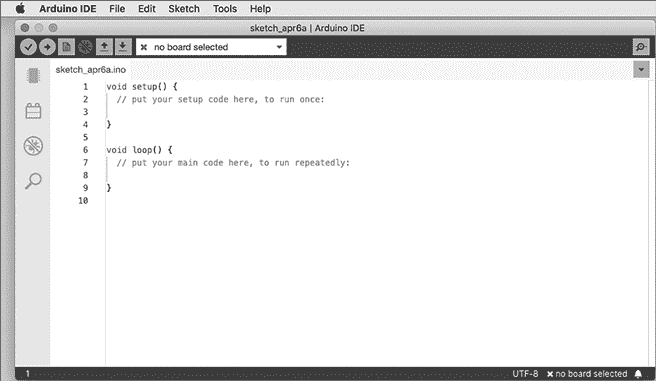 Arduino IDE File Edit Sketch Tools Help
sketch_apr6a | Arduino IDE
no board selected
sketch_apr6a.ino
1 void setup() {
2 // put your setup code here, to run once:
3
4 }
5
6 void loop() {
7 // put your main code here, to run repeatedly:
8
9 }
10
1 UTF-8 no board selected